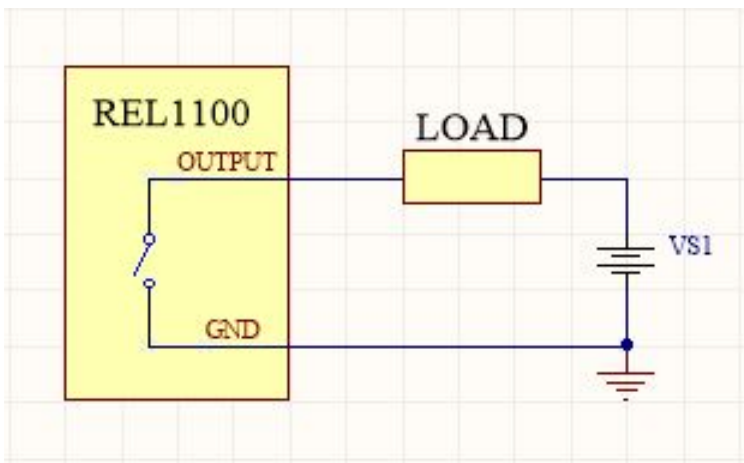 REL1100
LOAD
OUTPUT
VS1
GND